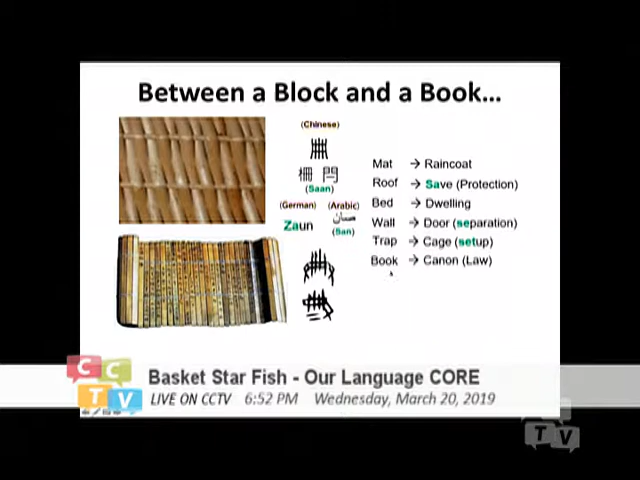 Between a Block and a Book...
(Chinese)
柵 閂
(Saan)
(German) (Arabic)
Zaun
(San)
Mat → Raincoat
Roof → Save (Protection)
Bed → Dwelling
Wall → Door (separation)
Trap → Cage (setup)
Book → Canon (Law)
CCTV
Basket Star Fish - Our Language CORE
LIVE ON CCTV 6:52 PM Wednesday, March 20, 2019
TV